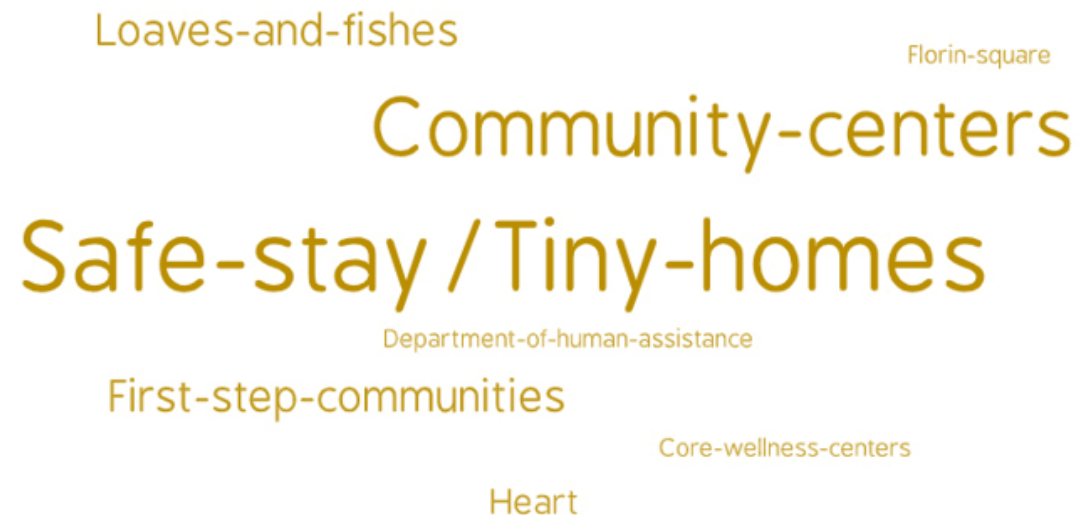 Loaves-and-fishes
Florin-square
Community-centers
Safe-stay / Tiny-homes
Department-of-human-assistance
First-step-communities
Core-wellness-centers
Heart